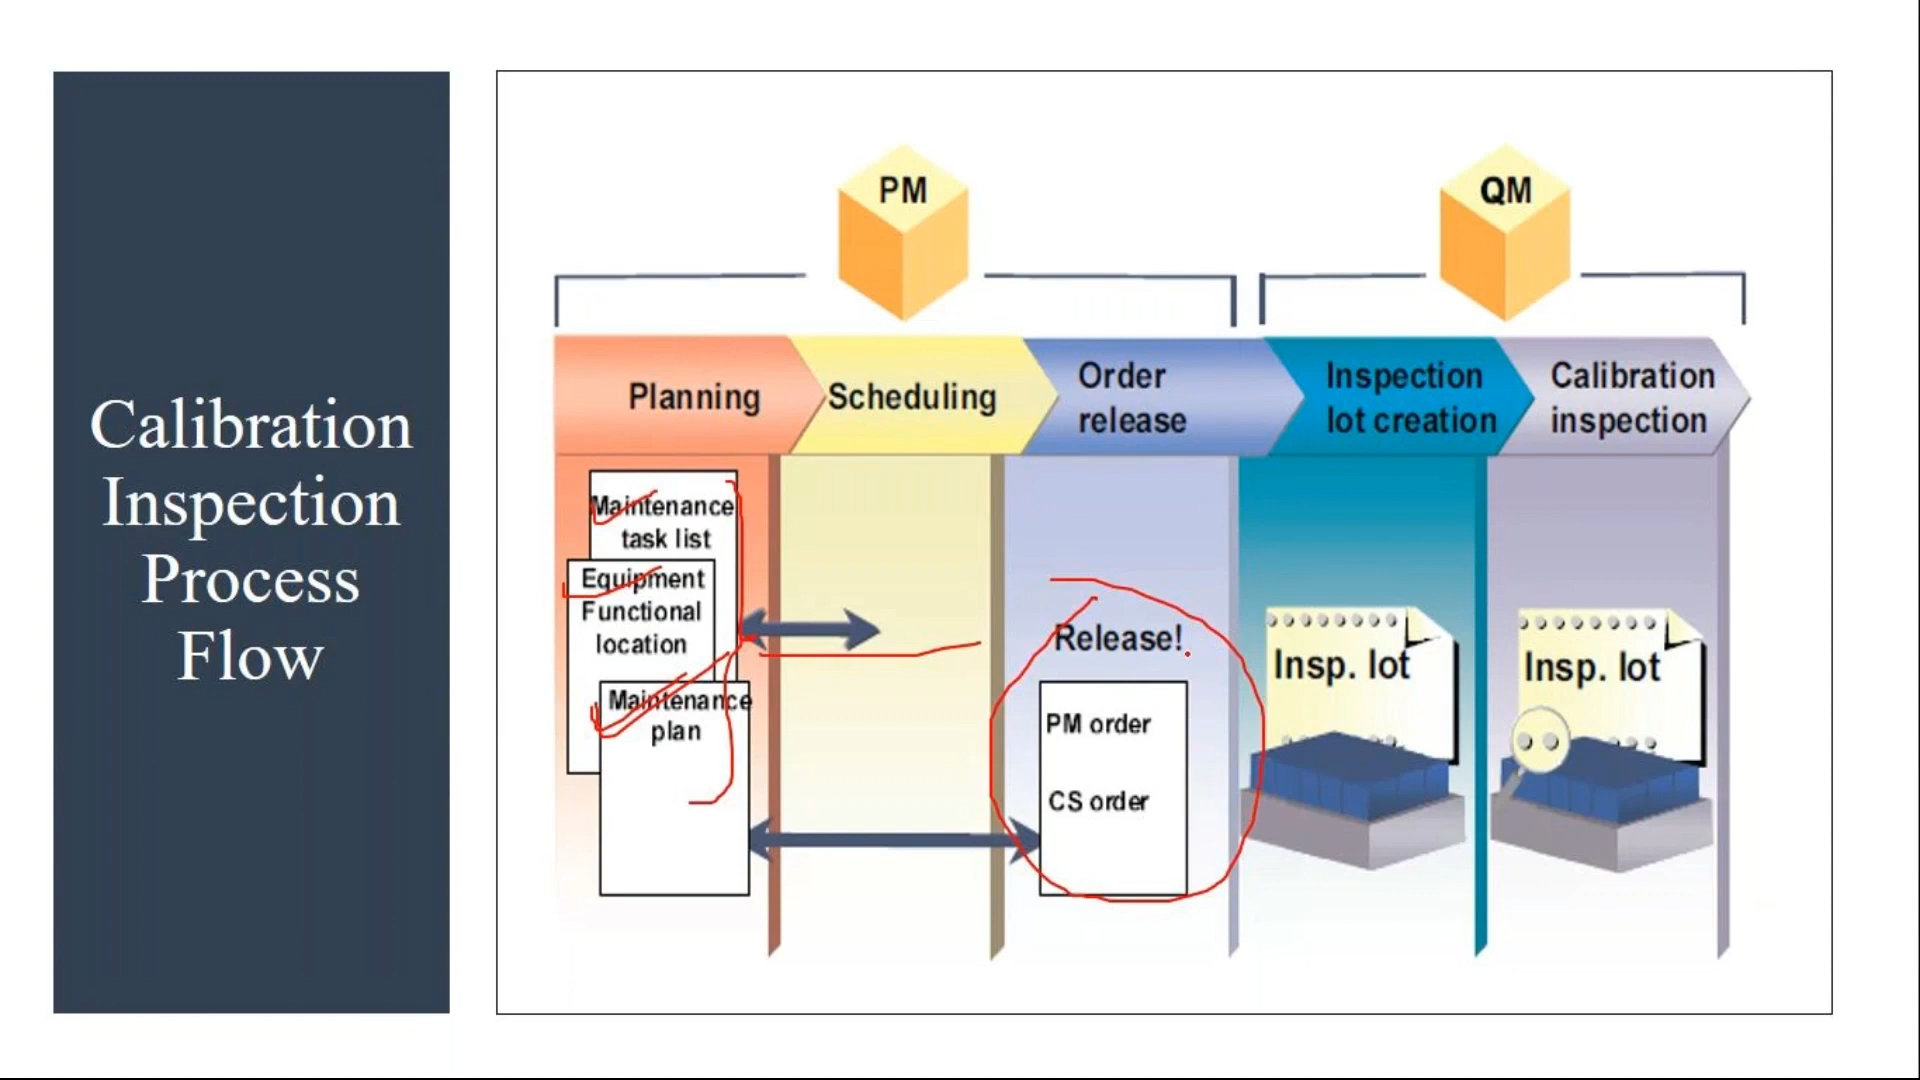 Calibration
Inspection
Process
Flow
PM
QM
Planning
Scheduling
Order
release
Inspection
lot creation
Calibration
inspection
Maintenance
task list
Equipment
Functional
location
Maintenance
plan
Release!
PM order
CS order
Insp. lot
Insp. lot